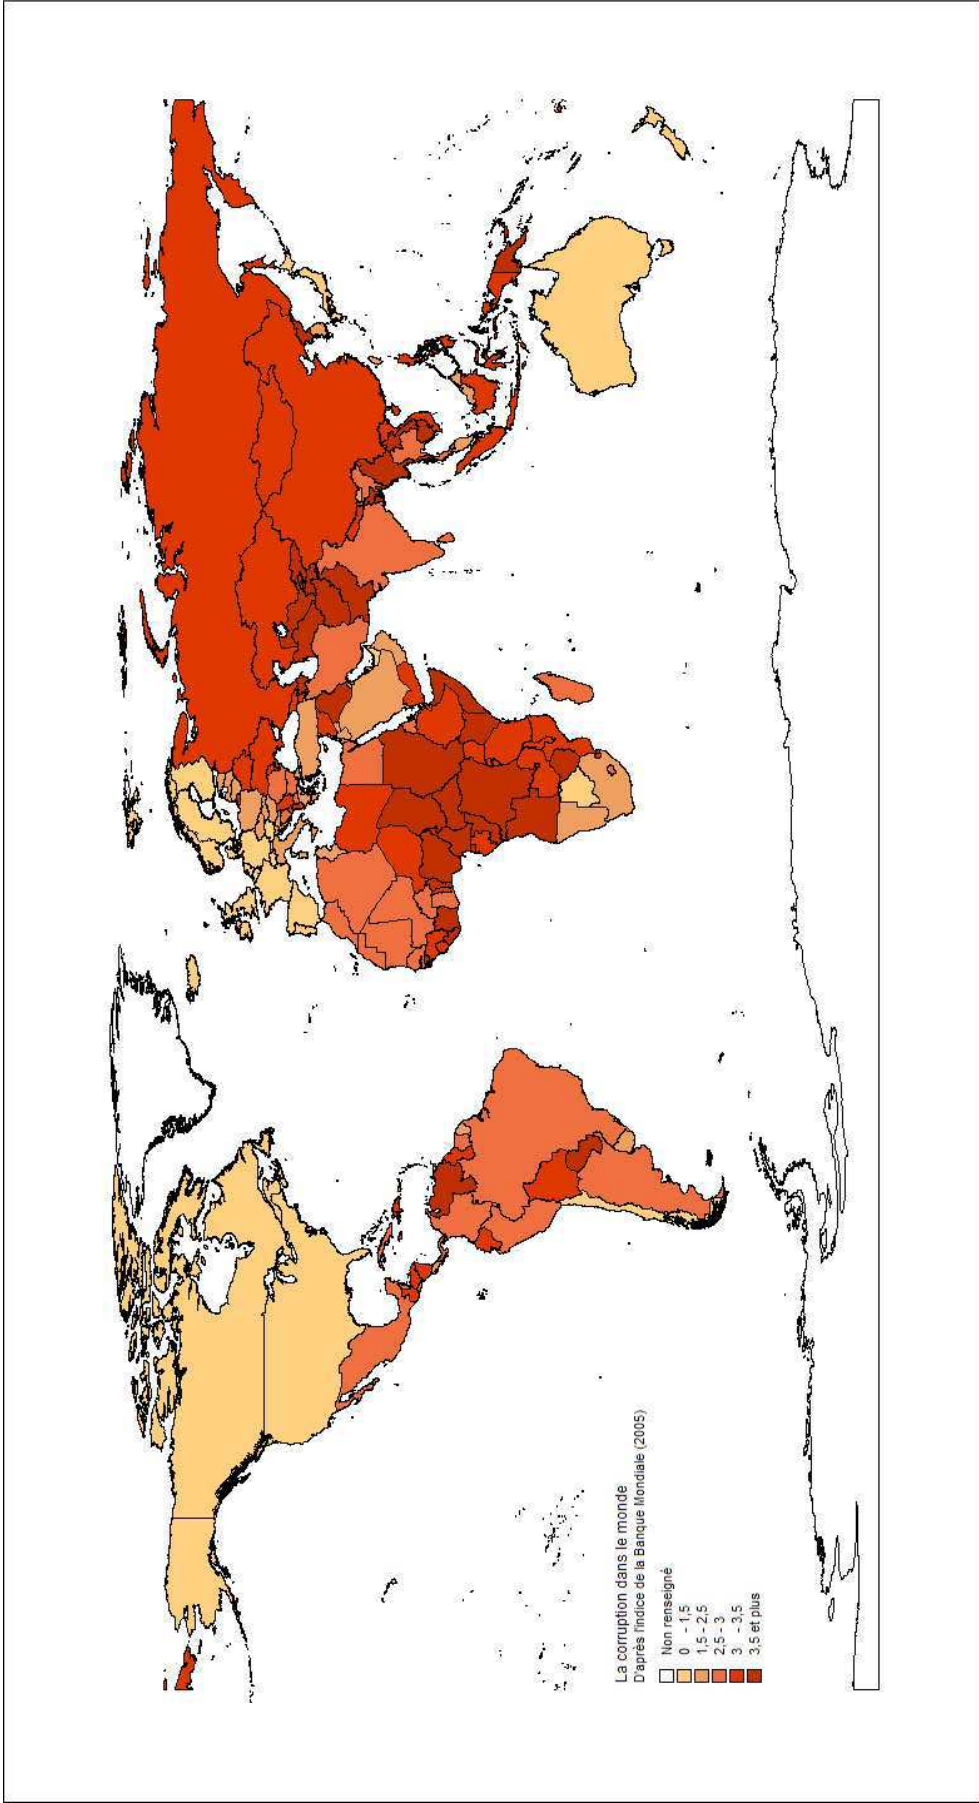 La corruption dans le monde
D'après l'indice de la Banque Mondiale (2005)
Non renseigné
0 - 1,5
1,5 - 2,5
2,5 - 3
3 - 3,5
3,5 et plus